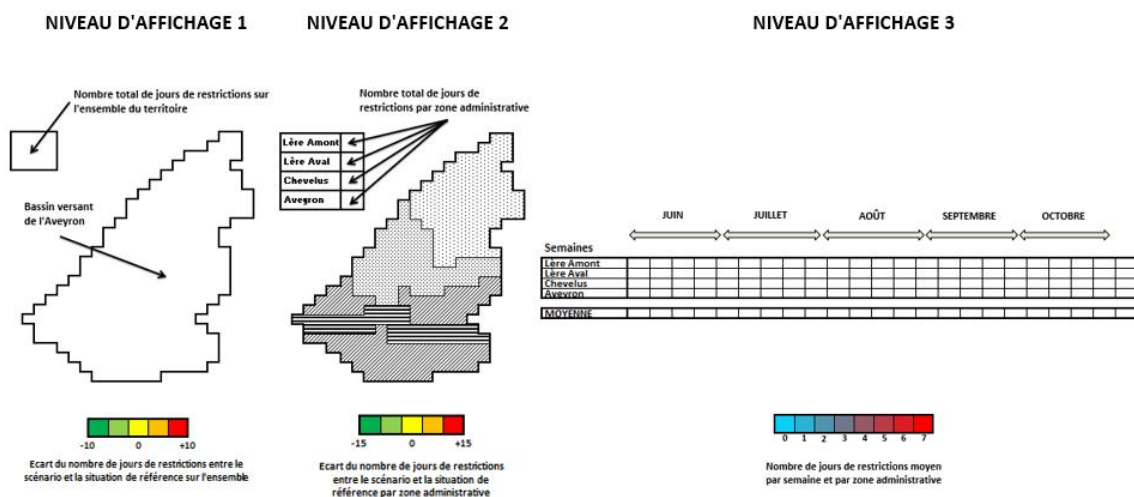 NIVEAU D'AFFICHAGE 1
NIVEAU D'AFFICHAGE 2
NIVEAU D'AFFICHAGE 3
Nombre total de jours de restrictions sur
l'ensemble du territoire
Bassin versant
de l'Aveyron
-10 0 +10
Ecart du nombre de jours de restrictions entre le
scénario et la situation de référence sur l'ensemble
Nombre total de jours de
restrictions par zone administrative
Lère Amont
Lère Aval
Chevelus
Aveyron
-15 0 +15
Ecart du nombre de jours de restrictions
entre le scénario et la situation de
référence par zone administrative
JUIN JUILLET AOÛT SEPTEMBRE OCTOBRE
Semaines
Lère Amont
Lère Aval
Chevelus
Aveyron
MOYENNE
0 1 2 3 4 5 6 7
Nombre de jours de restrictions moyen
par semaine et par zone administrative